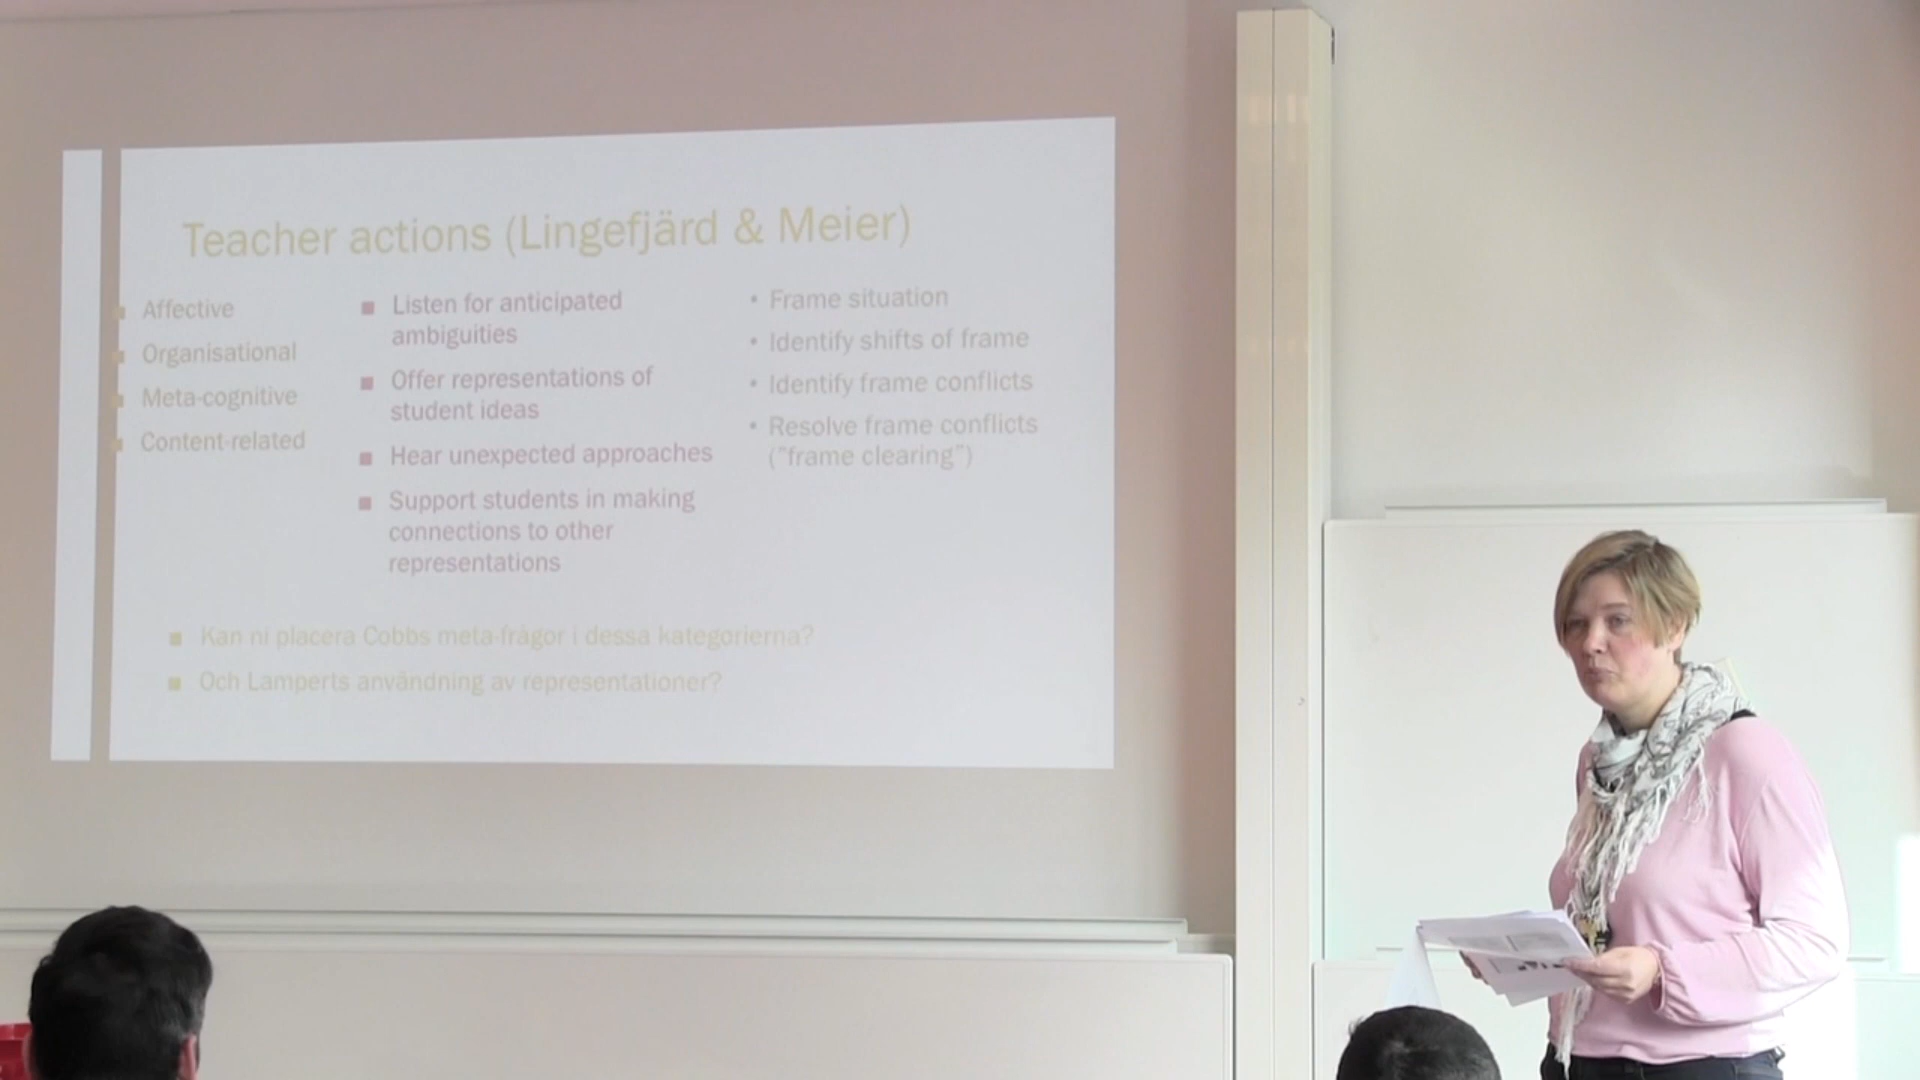 Teacher actions (Lingefjärd & Meier)
Affective
Organisational
Meta-cognitive
Content-related
Listen for anticipated
ambiguities
Offer representations of
student ideas
Hear unexpected approaches
Support students in making
connections to other
representations
Frame situation
Identify shifts of frame
Identify frame conflicts
Resolve frame conflicts
("frame clearing")
Kan ni placera Cobbs meta-frågor i dessa kategorierna?
Och Lamperts användning av representationer?